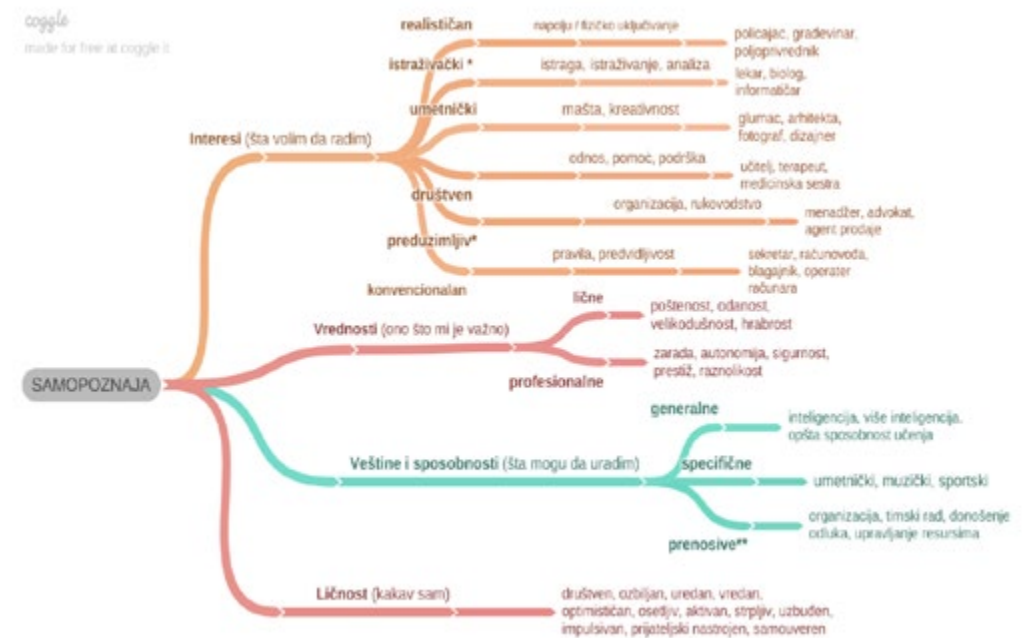 coggle
made for free at coggle.it
realističan
napolju / fizičko uključivanje
policajac, građevinar,
poljoprivrednik
istraživački *
istraga, istraživanje, analiza
lekar, biolog,
informatičar
umetnički
mašta, kreativnost
glumac, arhitekta,
fotograf, dizajner
Interesi (šta volim da radim)
odnos, pomoć, podrška
učitelj, terapeut,
medicinska sestra
društven
organizacija, rukovodstvo
menadžer, advokat,
agent prodaje
preduzimljiv*
pravila, predvidljivost
sekretar, računovođa,
blagajnik, operater
računara
konvencionalan
lične
poštenost, odanost,
velikodušnost, hrabrost
Vrednosti (ono što mi je važno)
zarada, autonomija, sigurnost,
prestiž, raznolikost
profesionalne
SAMOPOZNAJA
generalne
inteligencija, više inteligencija,
opšta sposobnost učenja
Veštine i sposobnosti (šta mogu da uradim)
specifične
umetnički, muzički, sportski
organizacija, timski rad, donošenje
odluka, upravljanje resursima
prenosive**
Ličnost (kakav sam)
društven, ozbiljan, uredan, vredan,
optimističan, osetljiv, aktivan, strpljiv, uzbuđen,
impulsivan, prijateljski nastrojen, samouveren